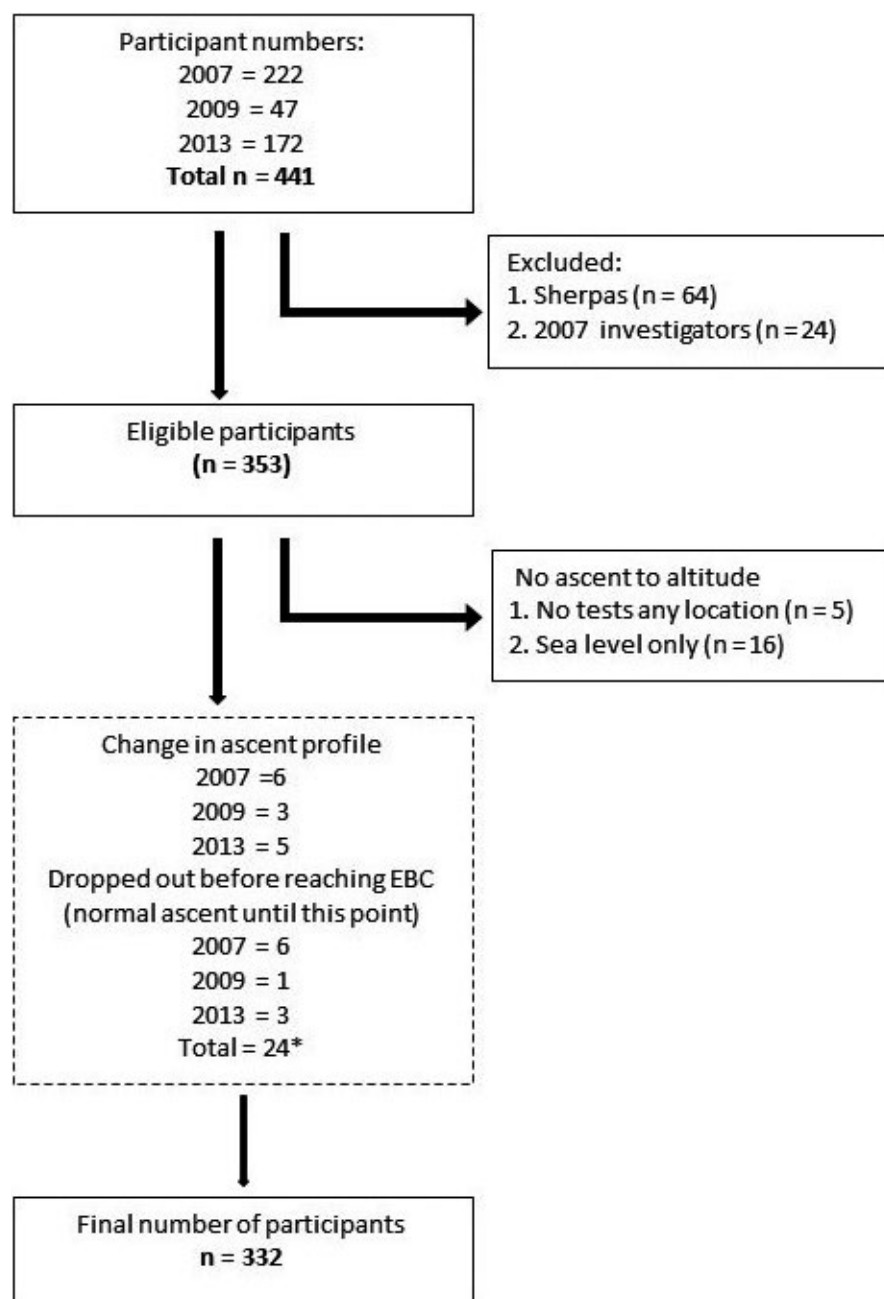 Participant numbers:
2007 = 222
2009 = 47
2013 = 172
Total n = 441
Excluded:
1. Sherpas (n = 64)
2. 2007 investigators (n = 24)
Eligible participants
(n = 353)
No ascent to altitude
1. No tests any location (n = 5)
2. Sea level only (n = 16)
Change in ascent profile
2007 =6
2009 = 3
2013 = 5
Dropped out before reaching EBC
(normal ascent until this point)
2007 = 6
2009 = 1
2013 = 3
Total = 24*
Final number of participants
n = 332